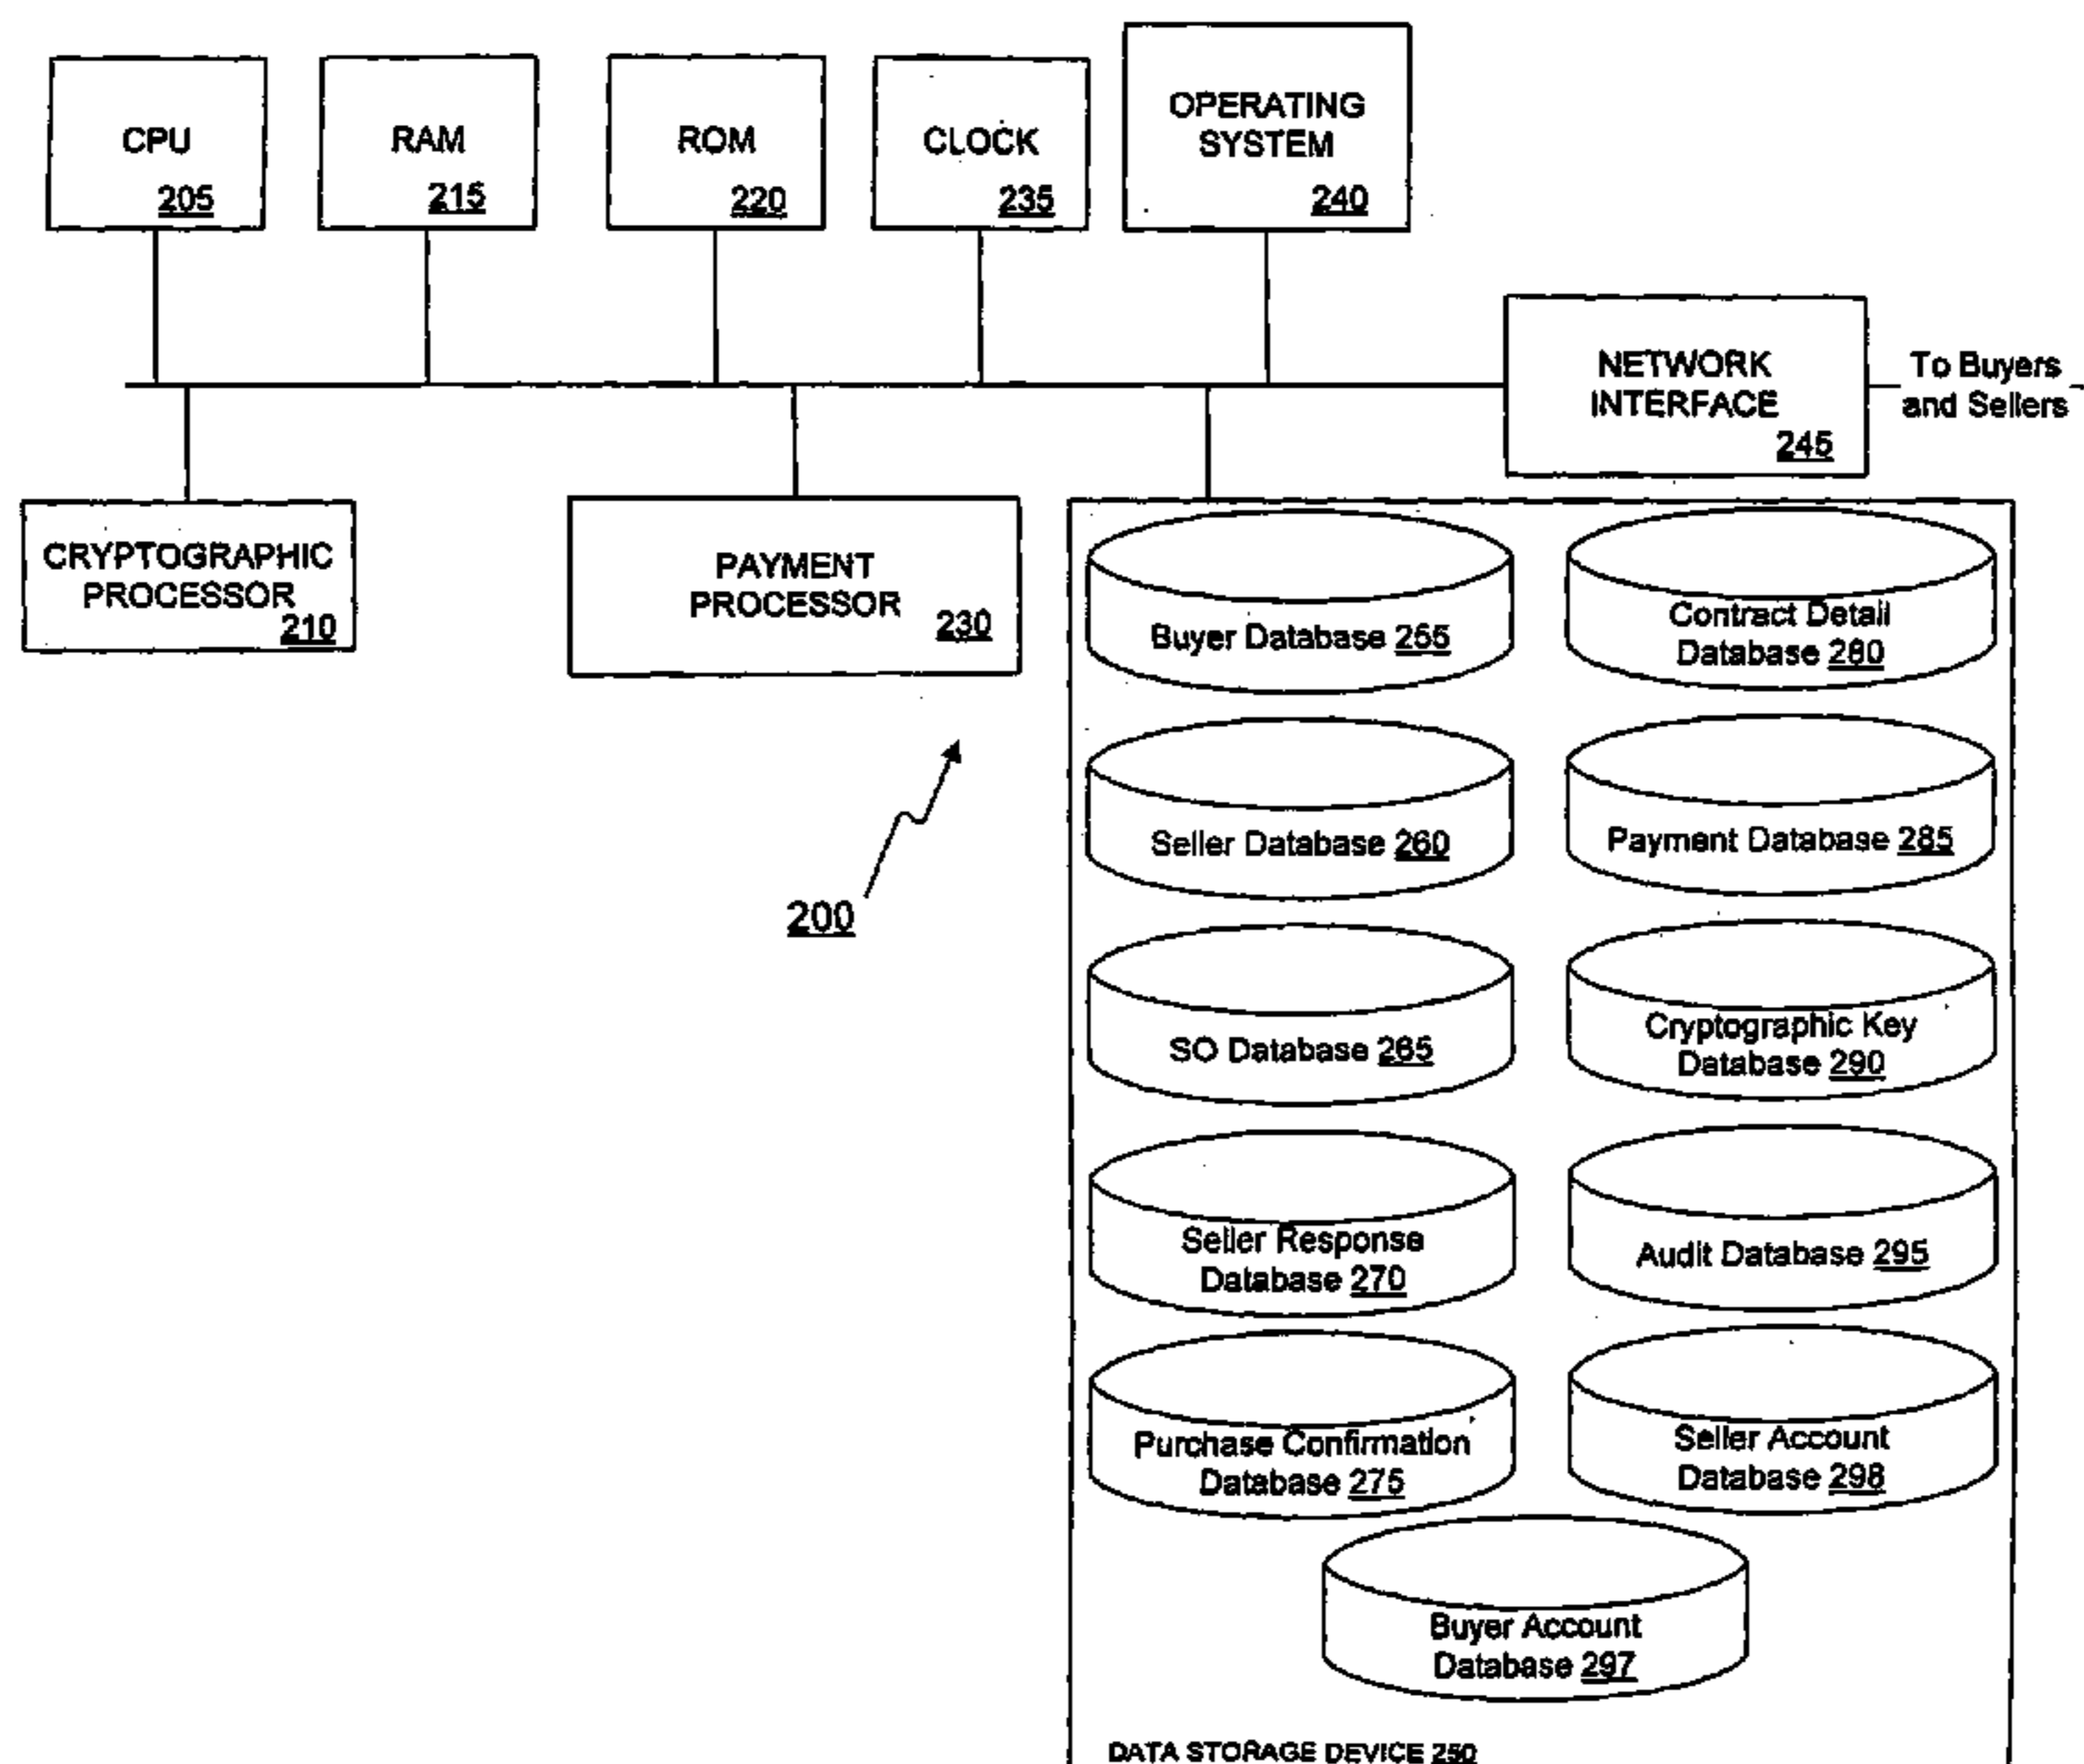 CPU
205
RAM
215
ROM
220
CLOCK
235
OPERATING
SYSTEM
240
NETWORK
INTERFACE
245
To Buyers
and Sellers
CRYPTOGRAPHIC
PROCESSOR
210
PAYMENT
PROCESSOR
230
200
Buyer Database 255
Contract Detail
Database 280
Seller Database 260
Payment Database 285
SO Database 265
Cryptographic Key
Database 290
Seller Response
Database 270
Audit Database 295
Purchase Confirmation
Database 275
Seller Account
Database 298
Buyer Account
Database 297
DATA STORAGE DEVICE 250